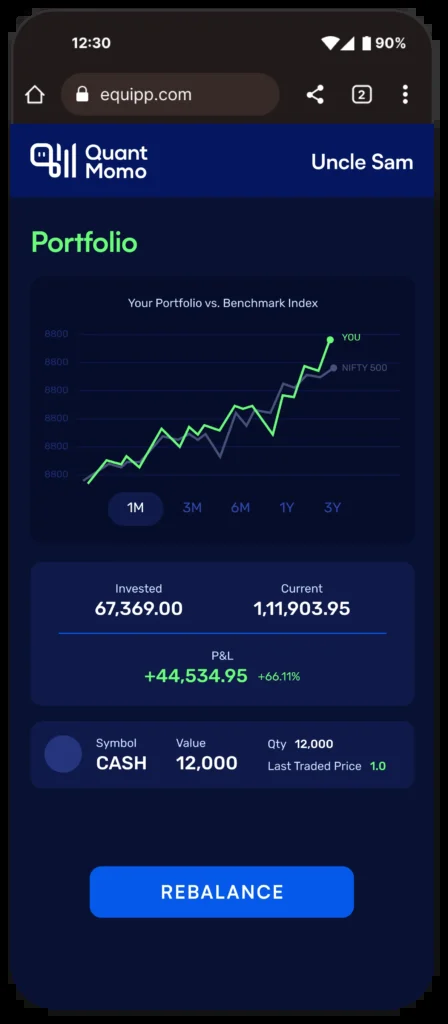 12:30
90%
equipp.com
2
Quant
Momo
Uncle Sam
Portfolio
Your Portfolio vs. Benchmark Index
8800
YOU
8800
NIFTY 500
8800
8800
8800
8800
1M 3M 6M 1Y 3Y
Invested Current
67,369.00 1,11,903.95
P&L
+44,534.95 +66.11%
Symbol Value Qty 12,000
CASH 12,000 Last Traded Price 1.0
REBALANCE